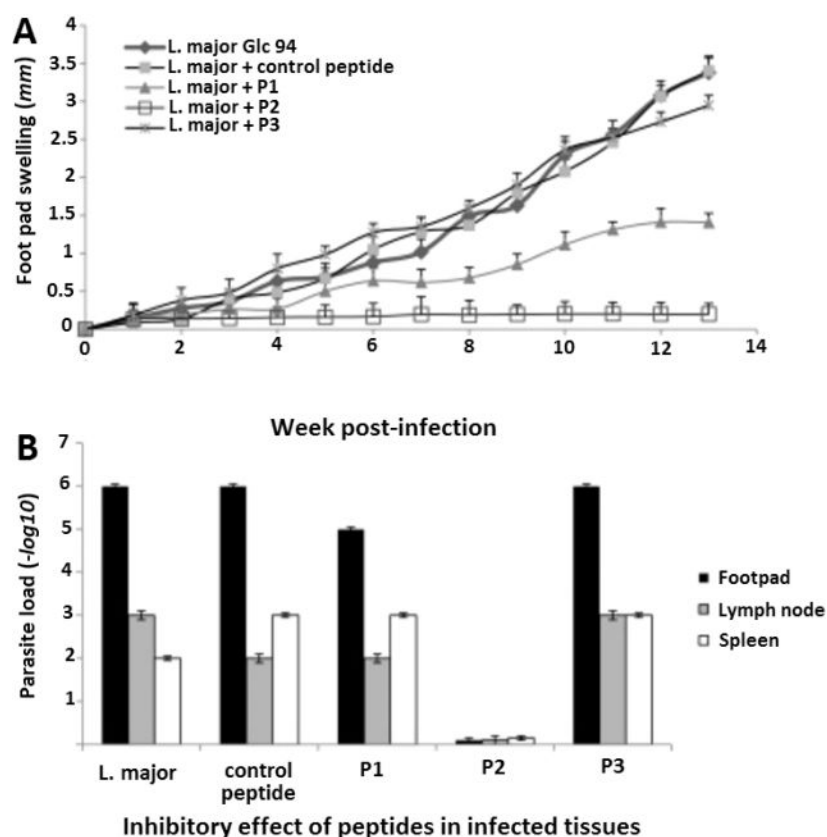 A
4
3.5
3
2.5
2
1.5
1
0.5
0
Foot pad swelling (mm)
L. major Glc 94
L. major + control peptide
L. major + P1
L. major + P2
L. major + P3
0 2 4 6 8 10 12 14
Week post-infection
B
7
6
5
4
3
2
1
Parasite load (-log10)
Footpad
Lymph node
Spleen
L. major control P1 P2 P3
peptide
Inhibitory effect of peptides in infected tissues